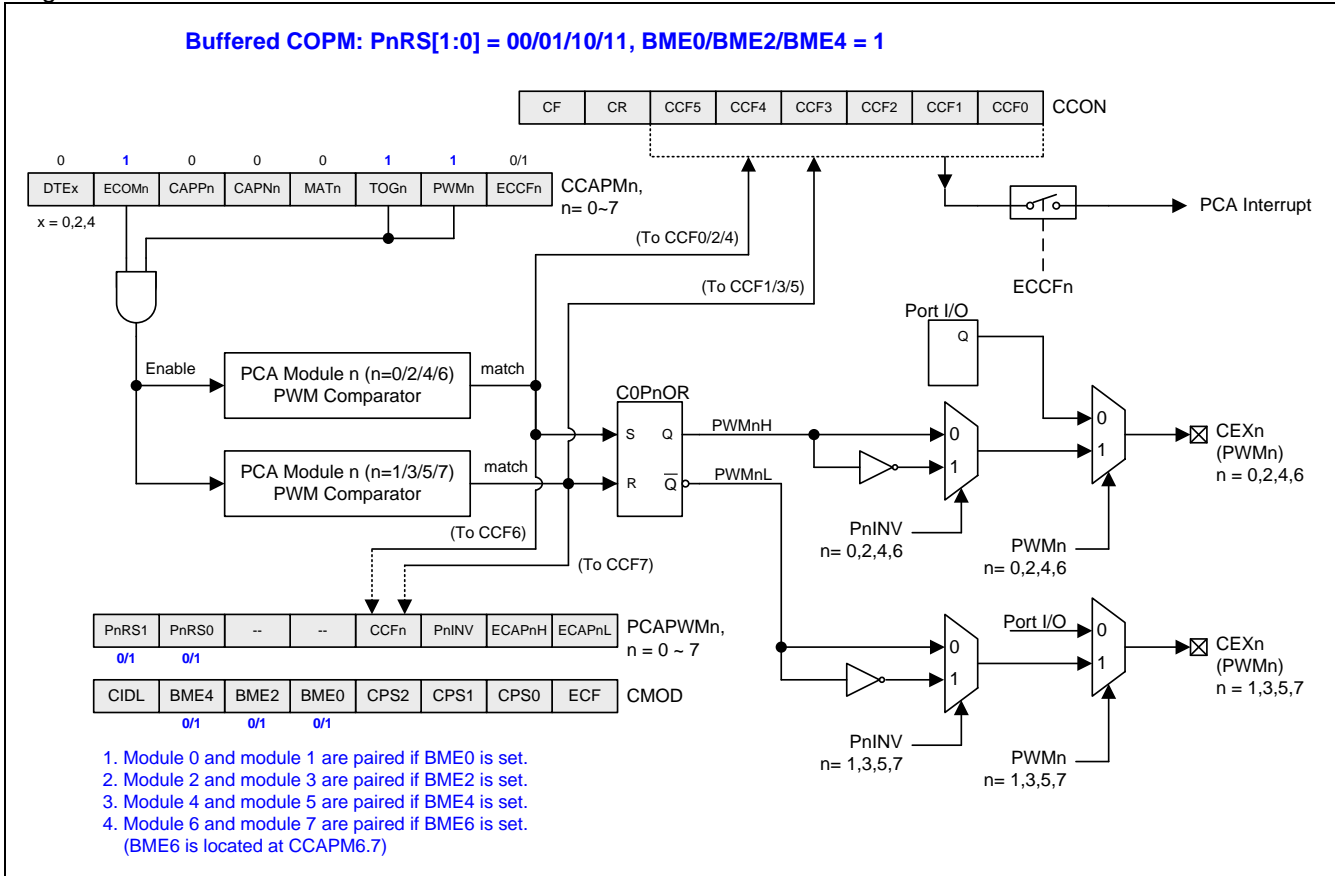 Buffered COPM: PnRS[1:0] = 00/01/10/11, BME0/BME2/BME4 = 1
CF CR CCF5 CCF4 CCF3 CCF2 CCF1 CCF0 CCON
0 1 0 0 0 1 1 0/1
DTEx ECOMn CAPPn CAPNn MATn TOGn PWMn ECCFn CCAPMn,
n= 0~7
x = 0,2,4
PCA Interrupt
(To CCF0/2/4)
(To CCF1/3/5)
ECCFn
Port I/O
Q
Enable
PCA Module n (n=0/2/4/6)
PWM Comparator
match
C0PnOR
S Q
PWMnH
0
1
0
1
CEXn
(PWMn)
n = 0,2,4,6
PCA Module n (n=1/3/5/7)
PWM Comparator
match
R Q
PWMnL
PnINV
n= 0,2,4,6
PWMn
n= 0,2,4,6
(To CCF6)
(To CCF7)
PnRS1 PnRS0 -- -- CCFn PnINV ECAPnH ECAPnL PCAPWMn,
n = 0 ~ 7
0/1 0/1
Port I/O
0
1
0
1
CEXn
(PWMn)
n = 1,3,5,7
CIDL BME4 BME2 BME0 CPS2 CPS1 CPS0 ECF CMOD
0/1 0/1 0/1
PnINV
n= 1,3,5,7
PWMn
n= 1,3,5,7
1. Module 0 and module 1 are paired if BME0 is set.
2. Module 2 and module 3 are paired if BME2 is set.
3. Module 4 and module 5 are paired if BME4 is set.
4. Module 6 and module 7 are paired if BME6 is set.
(BME6 is located at CCAPM6.7)